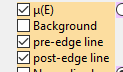 μ(E)
Background
pre-edge line
post-edge line